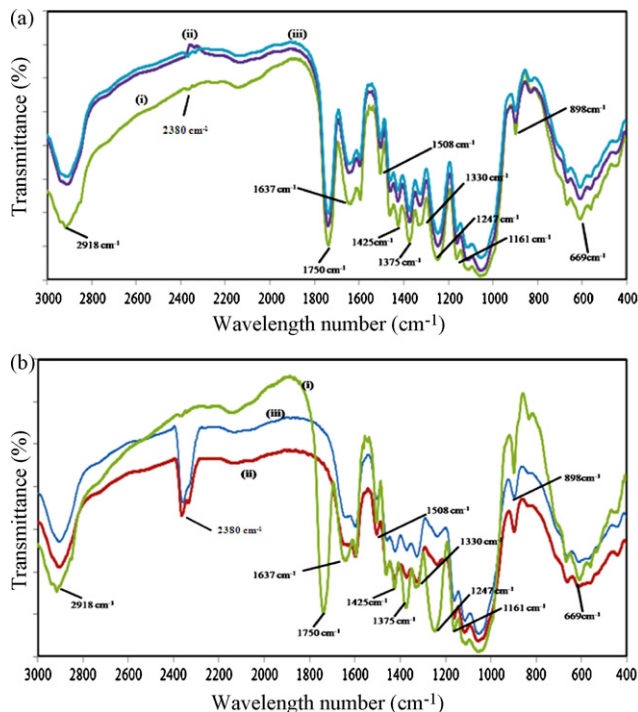 (a)
Transmittance (%)
(i)
(ii)
(iii)
2918 cm-1
2380 cm-1
1750 cm-1
1637 cm-1
1508 cm-1
1425cm-1
1375 cm-1
1330 cm-1
1247 cm-1
1161 cm-1
898cm-1
669cm-1
3000 2800 2600 2400 2200 2000 1800 1600 1400 1200 1000 800 600 400
Wavelength number (cm-1)
(b)
Transmittance (%)
(i)
(iii)
(ii)
2918 cm-1
2380 cm-1
1750 cm-1
1637 cm-1
1508 cm-1
1425cm-1
1375 cm-1
1330 cm-1
1247 cm-1
1161 cm-1
898cm-1
669cm-1
3000 2800 2600 2400 2200 2000 1800 1600 1400 1200 1000 800 600 400
Wavelength number (cm-1)